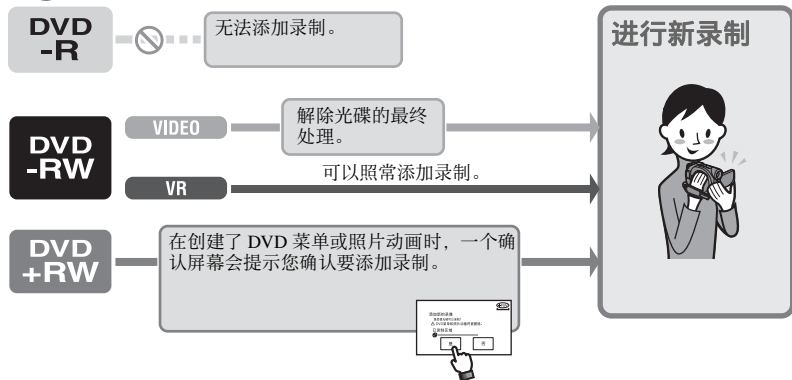 DVD
-R
无法添加录制。
进行新录制
DVD
-RW
VIDEO
解除光碟的最终
处理。
VR
可以照常添加录制。
DVD
+RW
在创建了 DVD 菜单或照片动画时，一个确
认屏幕会提示您确认要添加录制。
是
否